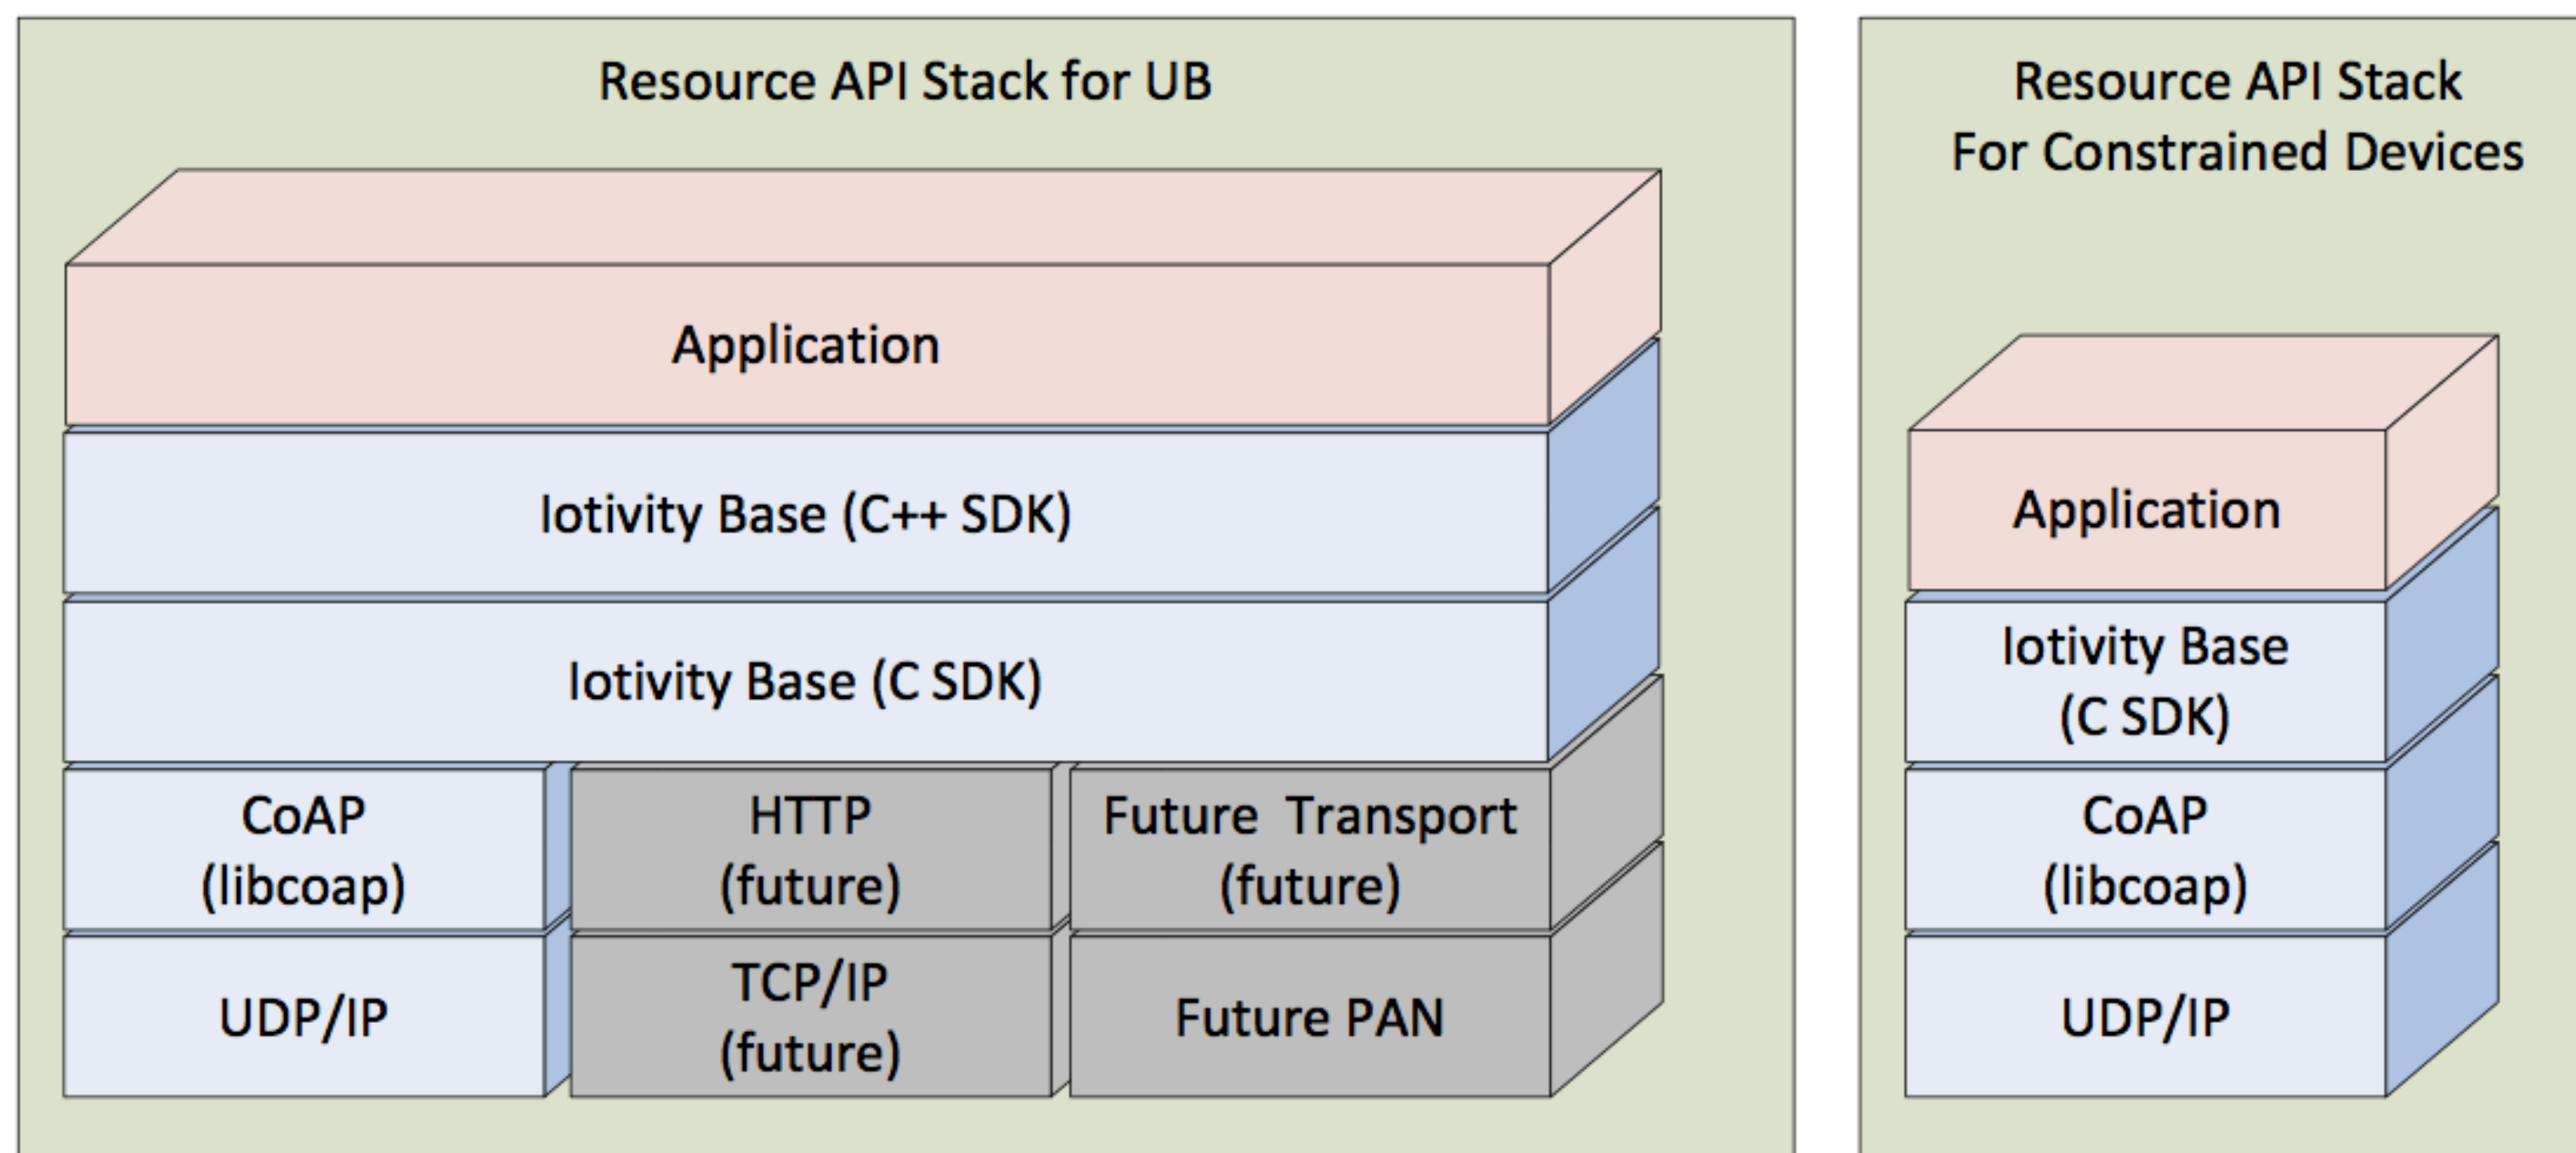 Resource API Stack for UB
Application
Iotivity Base (C++ SDK)
Iotivity Base (C SDK)
CoAP
(libcoap)
HTTP
(future)
Future Transport
(future)
UDP/IP
TCP/IP
(future)
Future PAN
Resource API Stack
For Constrained Devices
Application
Iotivity Base
(C SDK)
CoAP
(libcoap)
UDP/IP